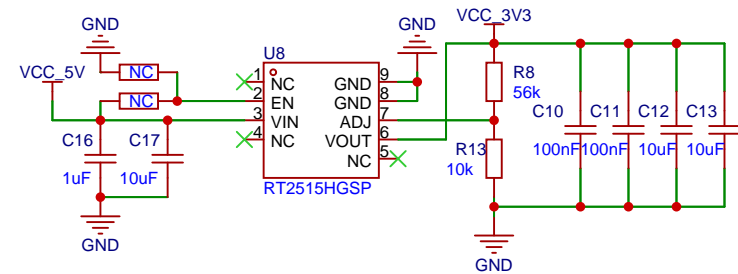 GND
GND
VCC_3V3
U8
VCC_5V
NC
NC
1
2
3
4
NC
EN
VIN
NC
GND
GND
ADJ
VOUT
NC
9
8
7
6
5
R8
56k
C10
C11
C12
C13
C16
C17
R13
10k
100nF
100nF
10uF
10uF
1uF
10uF
RT2515HGSP
GND
GND